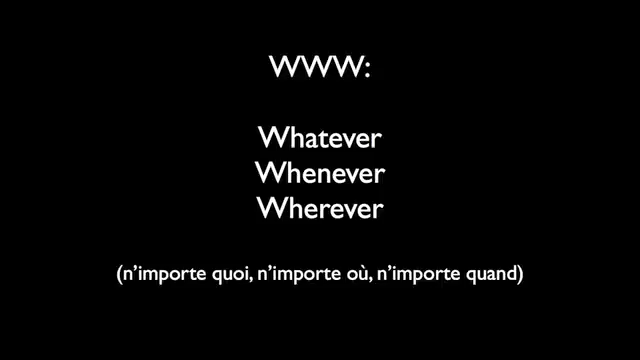 WWW:
Whatever
Whenever
Wherever
(n’importe quoi, n’importe où, n’importe quand)